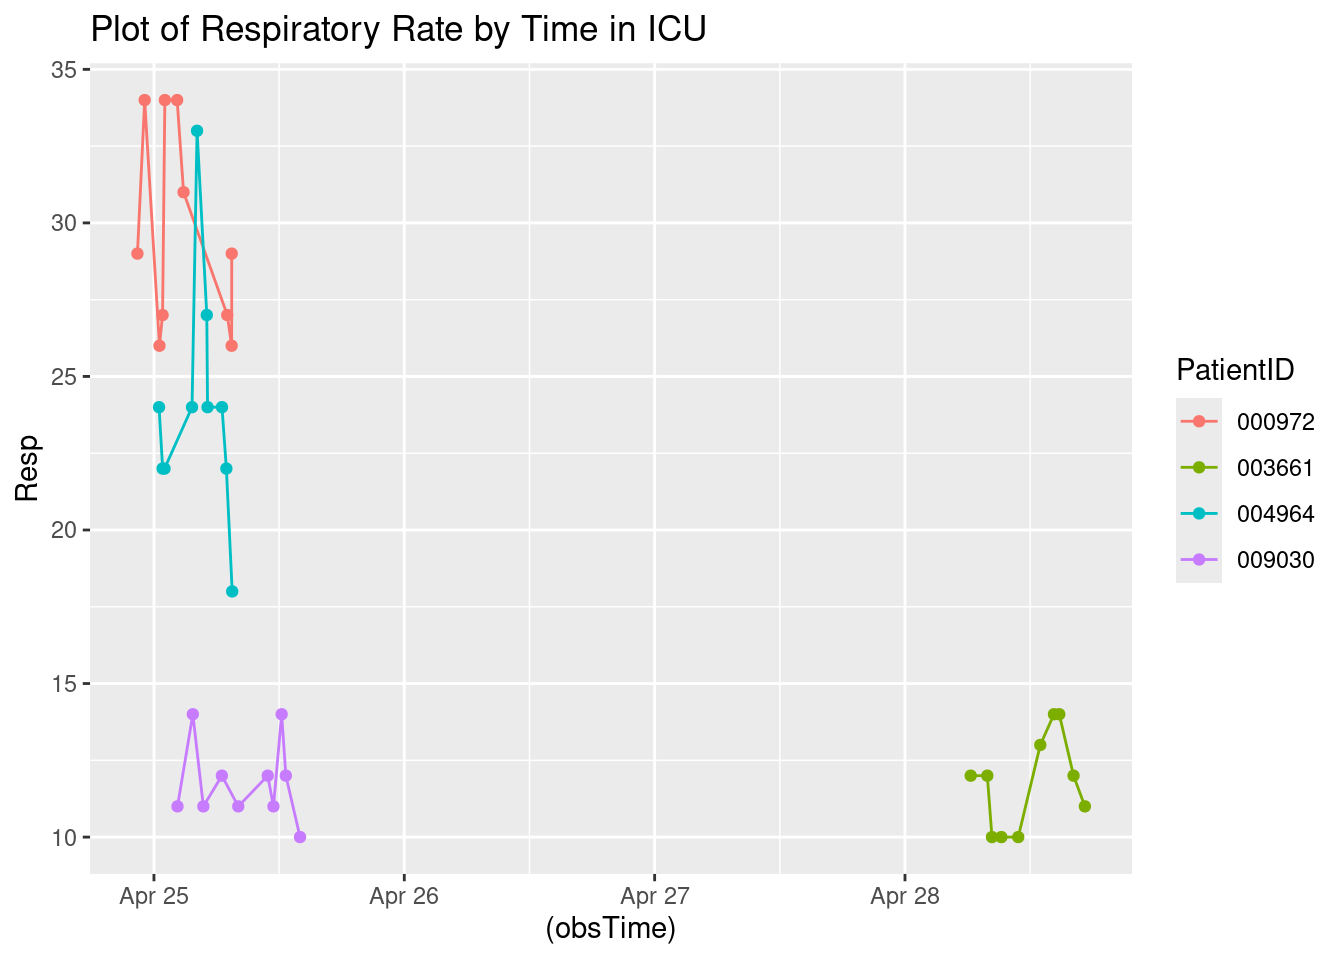 Plot of Respiratory Rate by Time in ICU
35
30
25
20
15
10
Resp
Apr 25
Apr 26
Apr 27
Apr 28
(obsTime)
PatientID
000972
003661
004964
009030